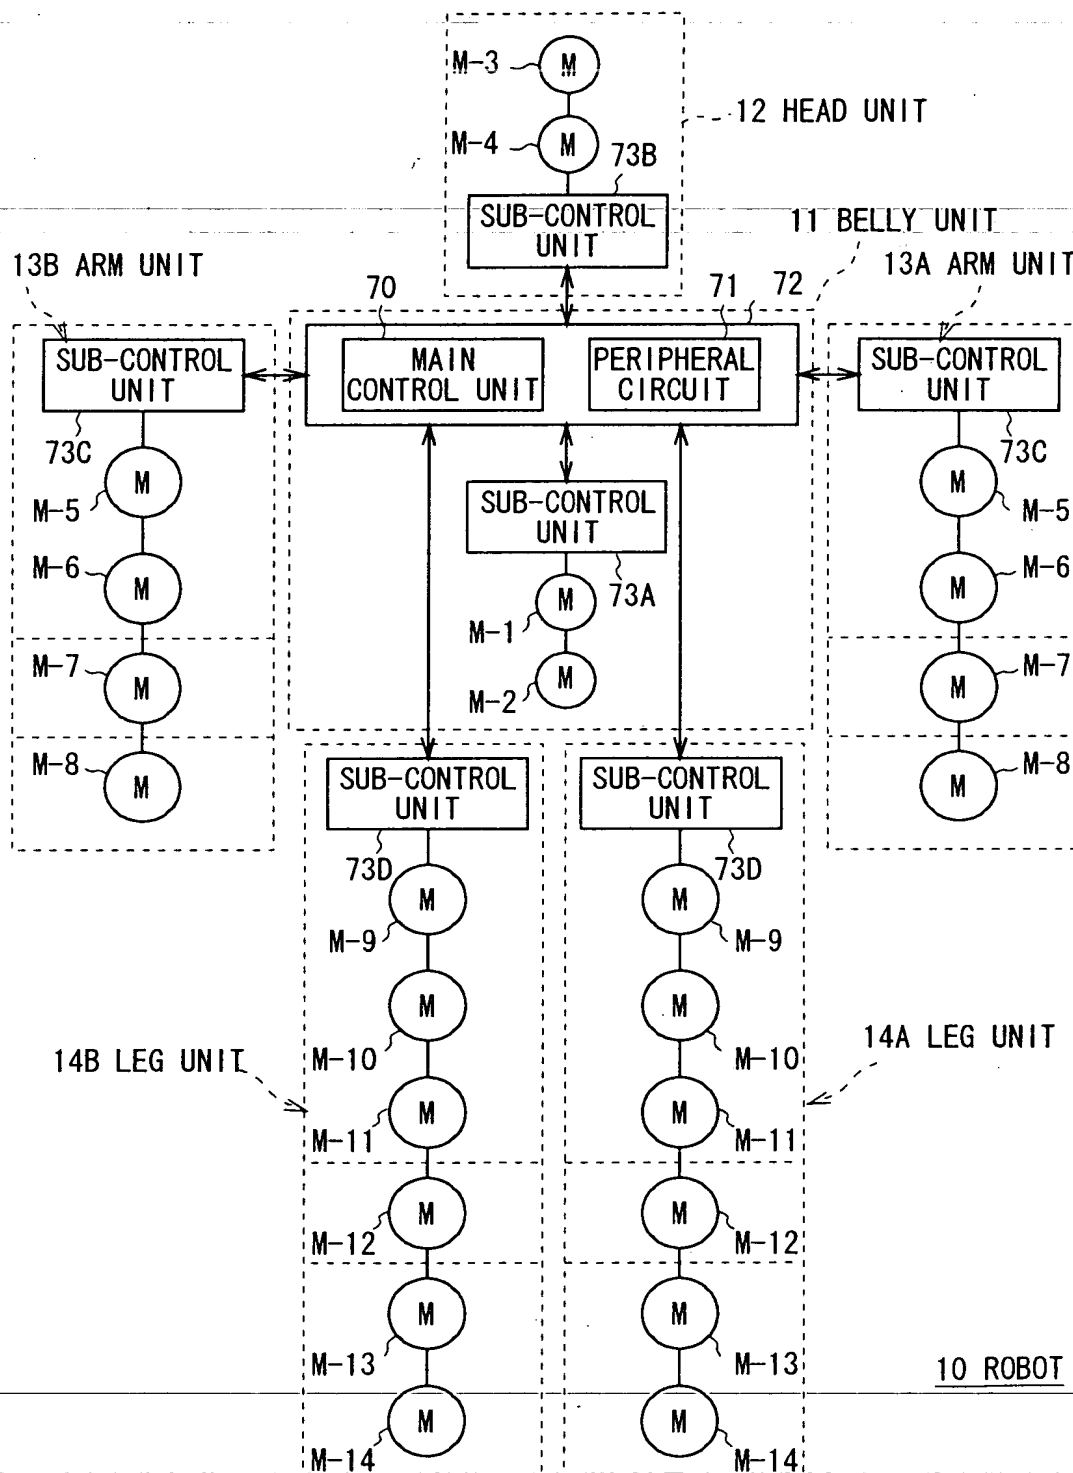 M-3
M
12 HEAD UNIT
M-4
M
73B
SUB-CONTROL
UNIT
11 BELLY UNIT
13B ARM UNIT
13A ARM UNIT
70
71
72
SUB-CONTROL
UNIT
MAIN
CONTROL UNIT
PERIPHERAL
CIRCUIT
SUB-CONTROL
UNIT
73C
73C
M-5
M
SUB-CONTROL
UNIT
M
M-5
M-6
M
73A
M
M-6
M-1
M
M-7
M
M-2
M
M
M-7
M-8
M
SUB-CONTROL
UNIT
SUB-CONTROL
UNIT
M
M-8
73D
73D
M-9
M
M
M-9
M
M
M-10
M-10
14B LEG UNIT
14A LEG UNIT
M-11
M
M
M-11
M-12
M
M
M-12
M
M
M-13
M-13
10 ROBOT
M
M
M-14
M-14